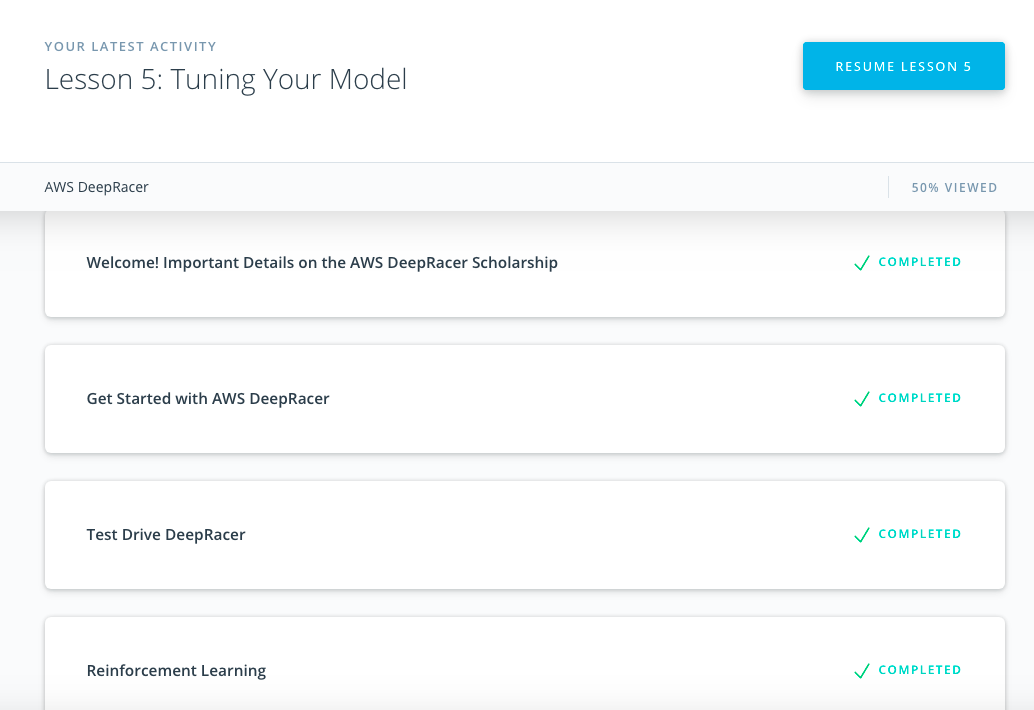 YOUR LATEST ACTIVITY
Lesson 5: Tuning Your Model
RESUME LESSON 5
AWS DeepRacer
50% VIEWED
Welcome! Important Details on the AWS DeepRacer Scholarship
COMPLETED
Get Started with AWS DeepRacer
COMPLETED
Test Drive DeepRacer
COMPLETED
Reinforcement Learning
COMPLETED